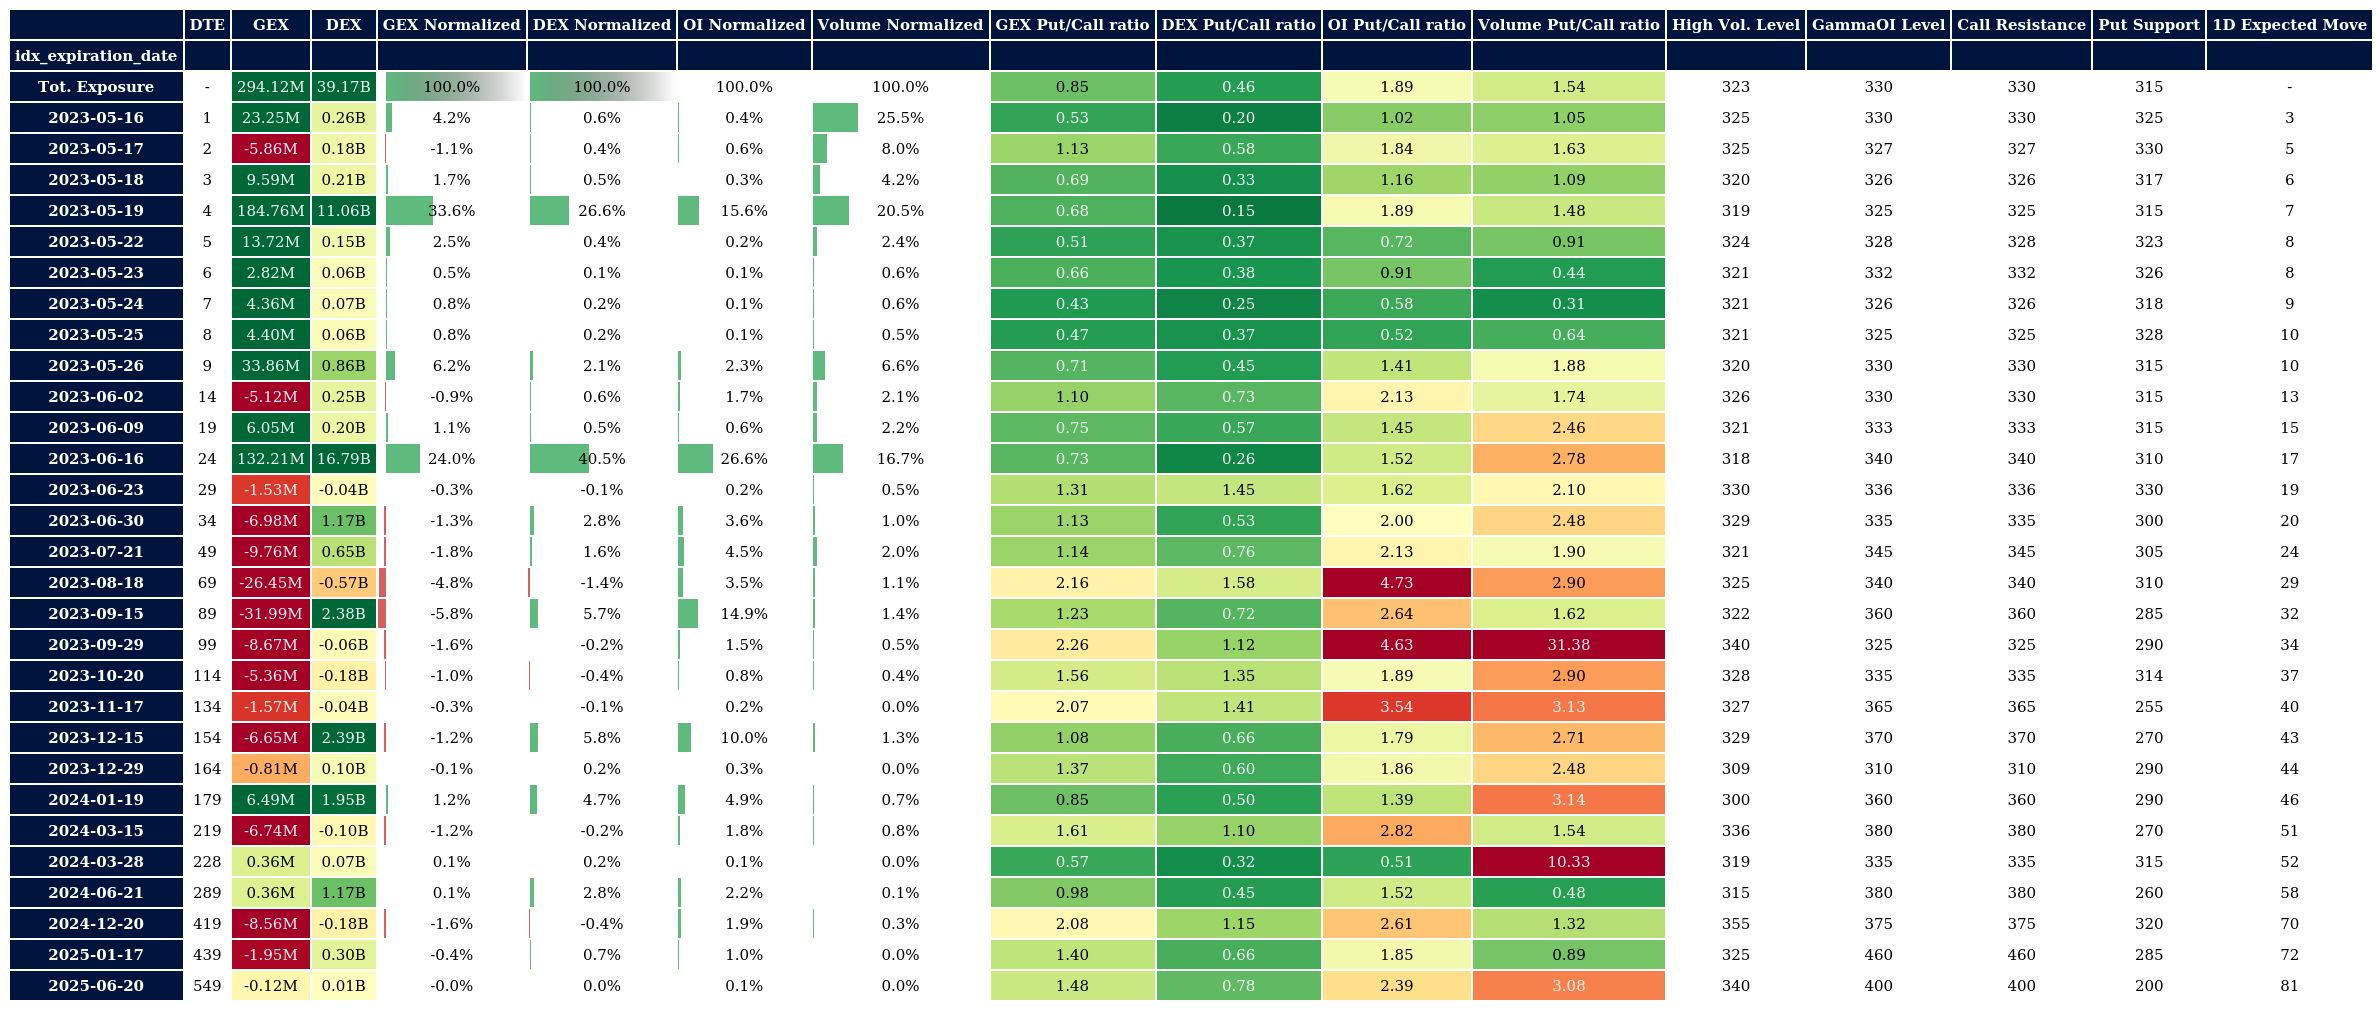 DTE GEX DEX GEX Normalized DEX Normalized OI Normalized Volume Normalized GEX Put/Call ratio DEX Put/Call ratio OI Put/Call ratio Volume Put/Call ratio High Vol. Level GammaOI Level Call Resistance Put Support 1D Expected Move
idx_expiration_date
Tot. Exposure - 294.12M 39.17B 100.0% 100.0% 100.0% 100.0% 0.85 0.46 1.89 1.54 323 330 330 315 -
2023-05-16 1 23.25M 0.26B 4.2% 0.6% 0.4% 25.5% 0.53 0.20 1.02 1.05 325 330 330 325 3
2023-05-17 2 -5.86M 0.18B -1.1% 0.4% 0.6% 8.0% 1.13 0.58 1.84 1.63 325 327 327 330 5
2023-05-18 3 9.59M 0.21B 1.7% 0.5% 0.3% 4.2% 0.69 0.33 1.16 1.09 320 326 326 317 6
2023-05-19 4 184.76M 11.06B 33.6% 26.6% 15.6% 20.5% 0.68 0.15 1.89 1.48 319 325 325 315 7
2023-05-22 5 13.72M 0.15B 2.5% 0.4% 0.2% 2.4% 0.51 0.37 0.72 0.91 324 328 328 323 8
2023-05-23 6 2.82M 0.06B 0.5% 0.1% 0.1% 0.6% 0.66 0.38 0.91 0.44 321 332 332 326 8
2023-05-24 7 4.36M 0.07B 0.8% 0.2% 0.1% 0.6% 0.43 0.25 0.58 0.31 321 326 326 318 9
2023-05-25 8 4.40M 0.06B 0.8% 0.2% 0.1% 0.5% 0.47 0.37 0.52 0.64 321 325 325 328 10
2023-05-26 9 33.86M 0.86B 6.2% 2.1% 2.3% 6.6% 0.71 0.45 1.41 1.88 320 330 330 315 10
2023-06-02 14 -5.12M 0.25B -0.9% 0.6% 1.7% 2.1% 1.10 0.73 2.13 1.74 326 330 330 315 13
2023-06-09 19 6.05M 0.20B 1.1% 0.5% 0.6% 2.2% 0.75 0.57 1.45 2.46 321 333 333 315 15
2023-06-16 24 132.21M 16.79B 24.0% 40.5% 26.6% 16.7% 0.73 0.26 1.52 2.78 318 340 340 310 17
2023-06-23 29 -1.53M -0.04B -0.3% -0.1% 0.2% 0.5% 1.31 1.45 1.62 2.10 330 336 336 330 19
2023-06-30 34 -6.98M 1.17B -1.3% 2.8% 3.6% 1.0% 1.13 0.53 2.00 2.48 329 335 335 300 20
2023-07-21 49 -9.76M 0.65B -1.8% 1.6% 4.5% 2.0% 1.14 0.76 2.13 1.90 321 345 345 305 24
2023-08-18 69 -26.45M -0.57B -4.8% -1.4% 3.5% 1.1% 2.16 1.58 4.73 2.90 325 340 340 310 29
2023-09-15 89 -31.99M 2.38B -5.8% 5.7% 14.9% 1.4% 1.23 0.72 2.64 1.62 322 360 360 285 32
2023-09-29 99 -8.67M -0.06B -1.6% -0.2% 1.5% 0.5% 2.26 1.12 4.63 31.38 340 325 325 290 34
2023-10-20 114 -5.36M -0.18B -1.0% -0.4% 0.8% 0.4% 1.56 1.35 1.89 2.90 328 335 335 314 37
2023-11-17 134 -1.57M -0.04B -0.3% -0.1% 0.2% 0.0% 2.07 1.41 3.54 3.13 327 365 365 255 40
2023-12-15 154 -6.65M 2.39B -1.2% 5.8% 10.0% 1.3% 1.08 0.66 1.79 2.71 329 370 370 270 43
2023-12-29 164 -0.81M 0.10B -0.1% 0.2% 0.3% 0.0% 1.37 0.60 1.86 2.48 309 310 310 290 44
2024-01-19 179 6.49M 1.95B 1.2% 4.7% 4.9% 0.7% 0.85 0.50 1.39 3.14 300 360 360 290 46
2024-03-15 219 -6.74M -0.10B -1.2% -0.2% 1.8% 0.8% 1.61 1.10 2.82 1.54 336 380 380 270 51
2024-03-28 228 0.36M 0.07B 0.1% 0.2% 0.1% 0.0% 0.57 0.32 0.51 10.33 319 335 335 315 52
2024-06-21 289 0.36M 1.17B 0.1% 2.8% 2.2% 0.1% 0.98 0.45 1.52 0.48 315 380 380 260 58
2024-12-20 419 -8.56M -0.18B -1.6% -0.4% 1.9% 0.3% 2.08 1.15 2.61 1.32 355 375 375 320 70
2025-01-17 439 -1.95M 0.30B -0.4% 0.7% 1.0% 0.0% 1.40 0.66 1.85 0.89 325 460 460 285 72
2025-06-20 549 -0.12M 0.01B -0.0% 0.0% 0.1% 0.0% 1.48 0.78 2.39 3.08 340 400 400 200 81